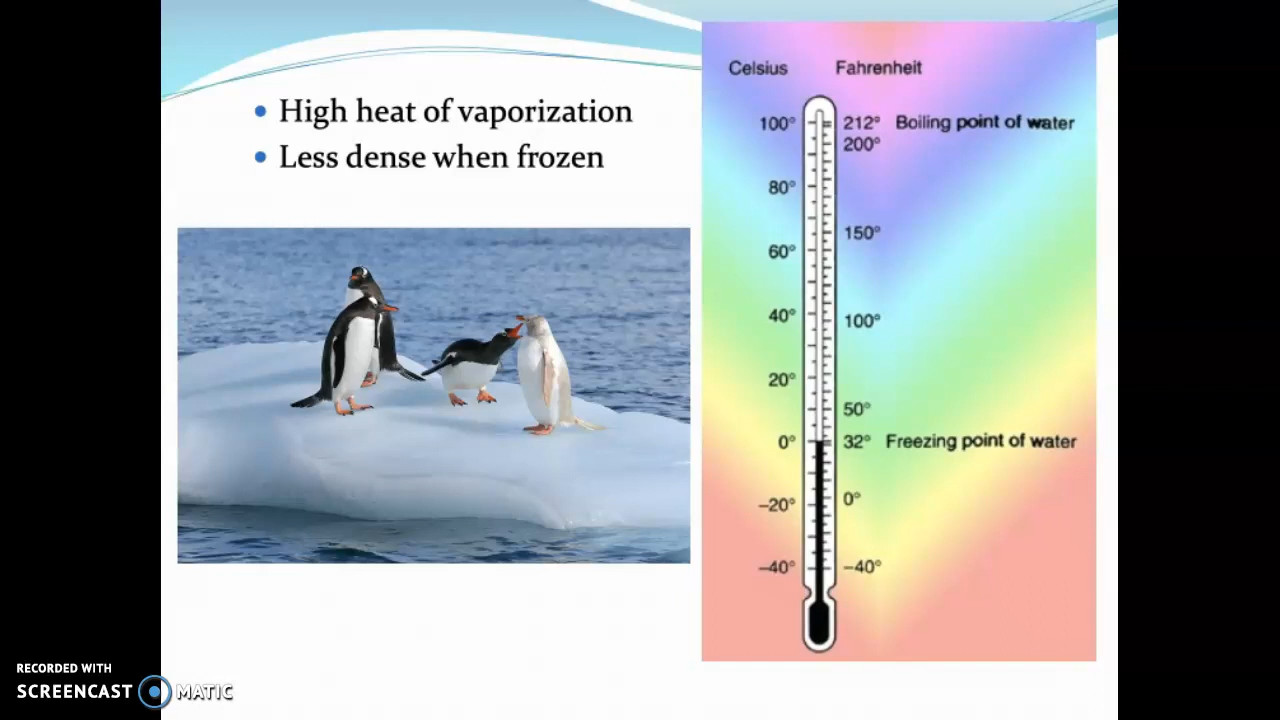 High heat of vaporization
Less dense when frozen
Celsius Fahrenheit
100° 212° Boiling point of water
200°
80°
150°
60°
40° 100°
20°
50°
0° 32° Freezing point of water
–20° 0°
–40° –40°
RECORDED WITH
SCREENCAST MATIC